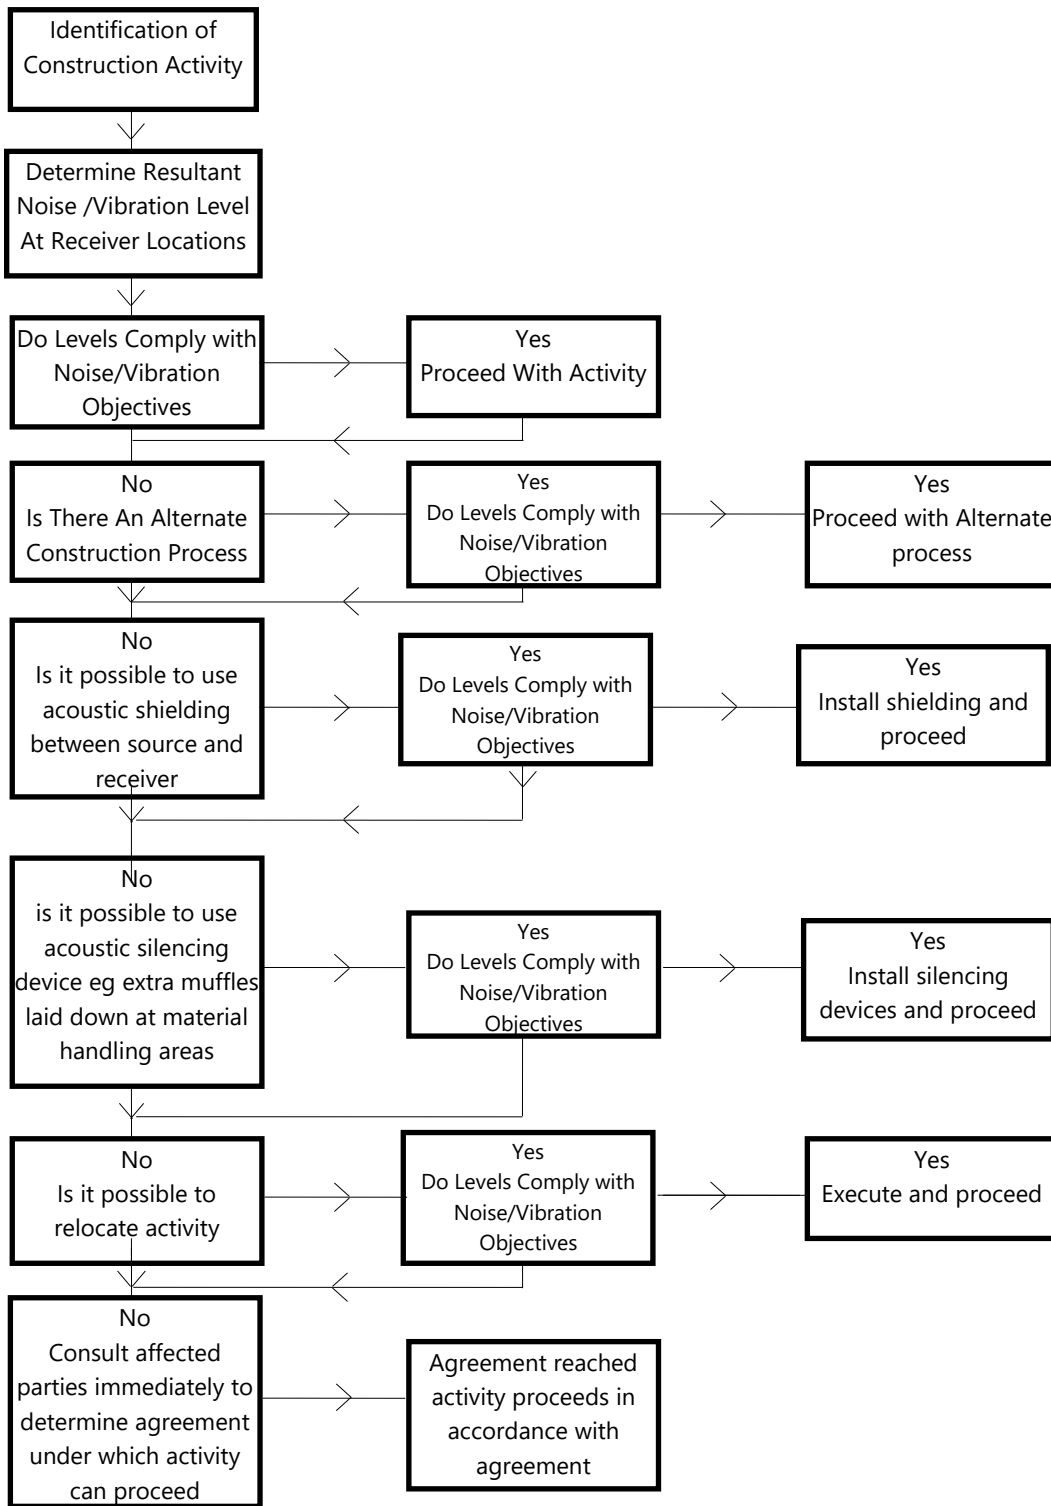 Identification of
Construction Activity
Determine Resultant
Noise /Vibration Level
At Receiver Locations
Do Levels Comply with
Noise/Vibration
Objectives
Yes
Proceed With Activity
No
Is There An Alternate
Construction Process
Yes
Do Levels Comply with
Noise/Vibration
Objectives
Yes
Proceed with Alternate
process
No
Is it possible to use
acoustic shielding
between source and
receiver
Yes
Do Levels Comply with
Noise/Vibration
Objectives
Yes
Install shielding and
proceed
No
is it possible to use
acoustic silencing
device eg extra muffles
laid down at material
handling areas
Yes
Do Levels Comply with
Noise/Vibration
Objectives
Yes
Install silencing
devices and proceed
No
Is it possible to
relocate activity
Yes
Do Levels Comply with
Noise/Vibration
Objectives
Yes
Execute and proceed
No
Consult affected
parties immediately to
determine agreement
under which activity
can proceed
Agreement reached
activity proceeds in
accordance with
agreement